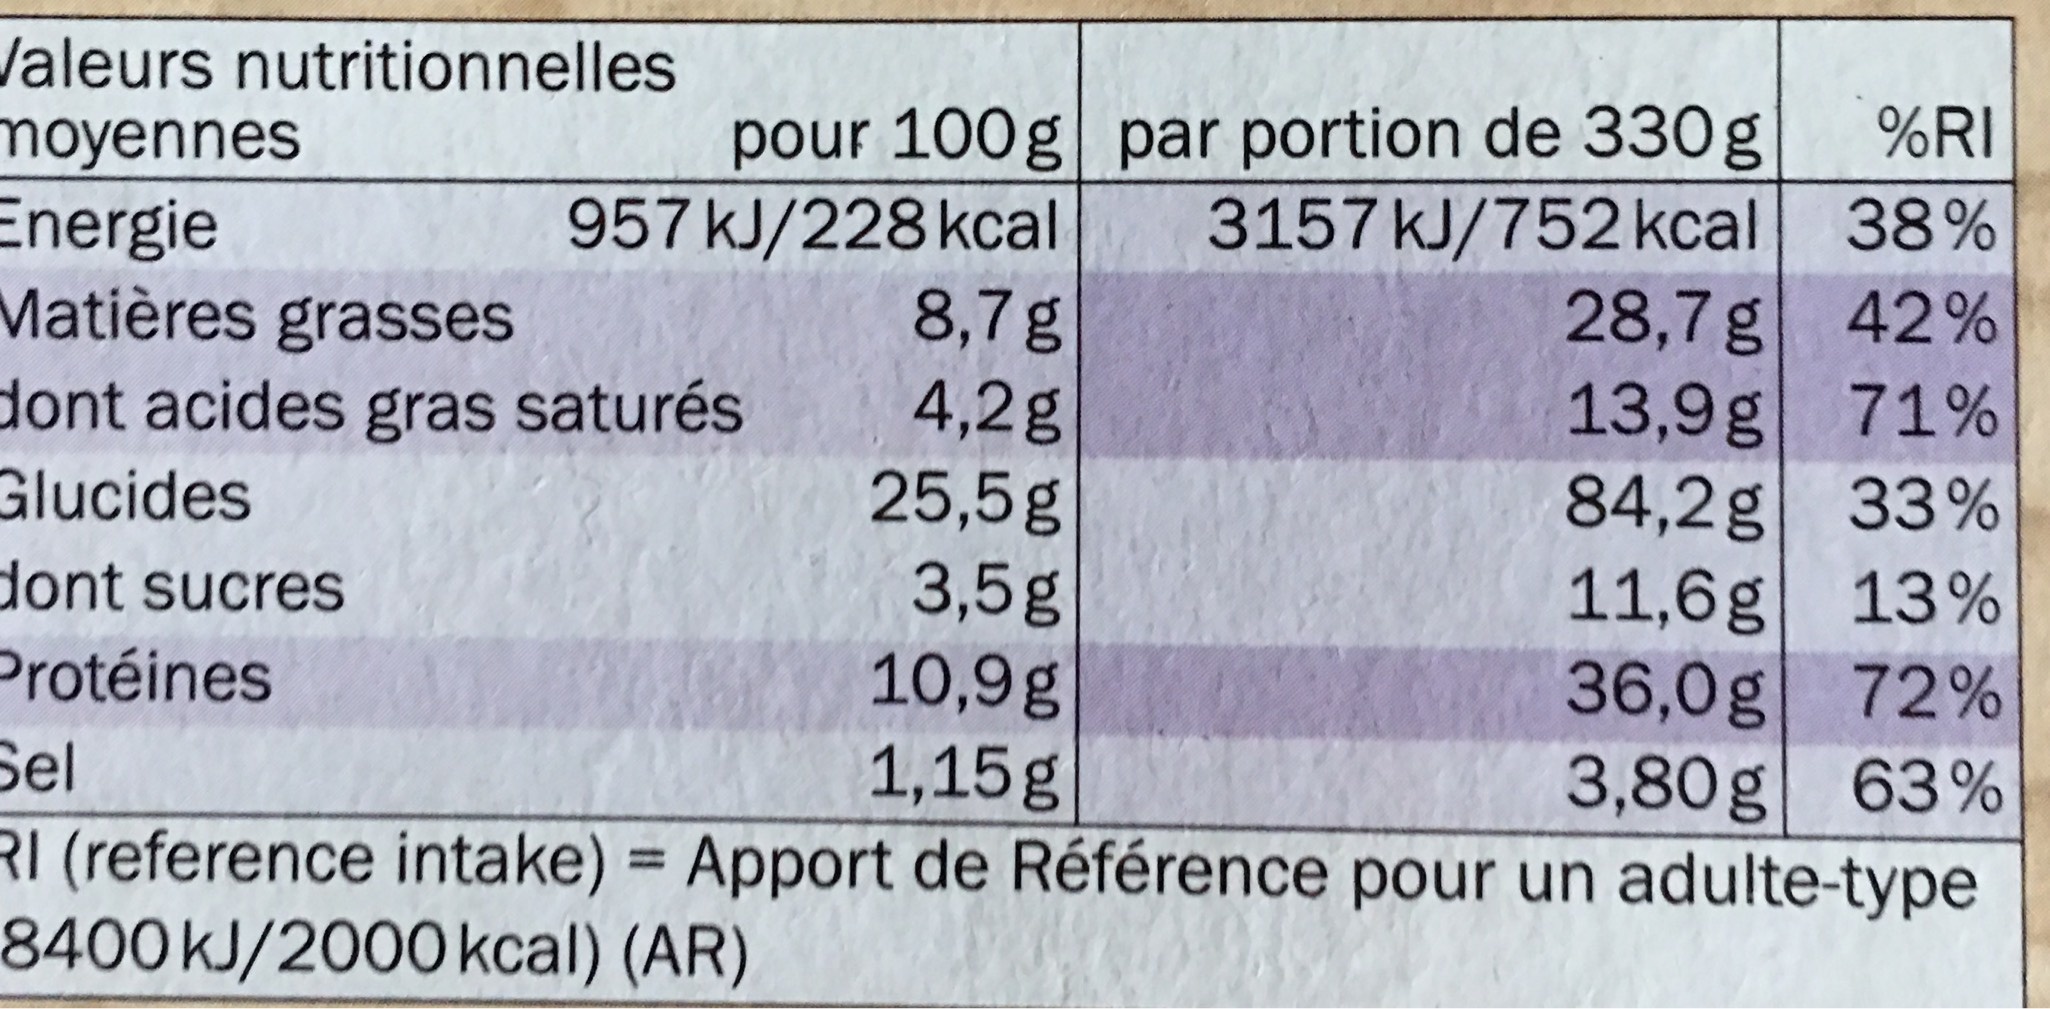 Valeurs nutritionnelles
moyennes pour 100g par portion de 330g %RI
Energie 957kJ/228kcal 3157kJ/752kcal 38%
Matières grasses 8,7g 28,7g 42%
dont acides gras saturés 4,2g 13,9g 71%
Glucides 25,5g 84,2g 33%
dont sucres 3,5g 11,6g 13%
Protéines 10,9g 36,0g 72%
Sel 1,15g 3,80g 63%
RI (reference intake) = Apport de Référence pour un adulte-type
8400kJ/2000kcal) (AR)